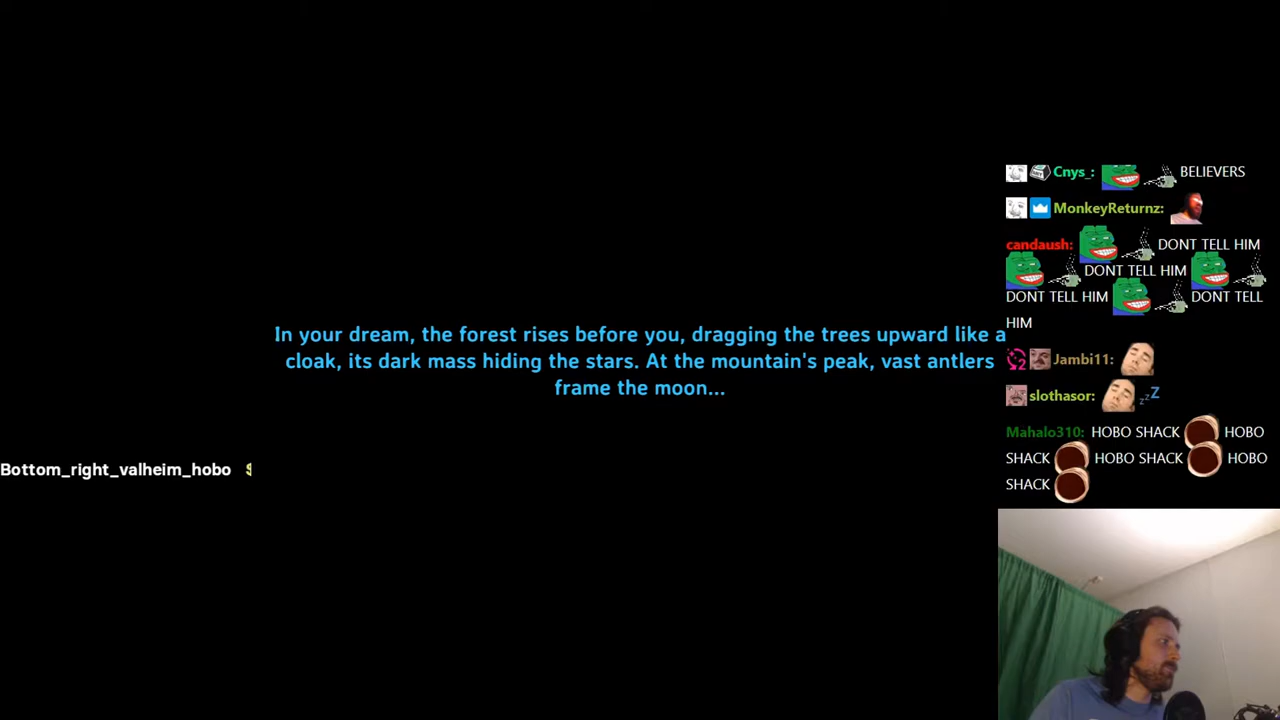 Cnys_: BELIEVERS
MonkeyReturnz:
candaush: DONT TELL HIM
DONT TELL HIM
DONT TELL HIM DONT TELL
HIM
In your dream, the forest rises before you, dragging the trees upward like a
cloak, its dark mass hiding the stars. At the mountain's peak, vast antlers
frame the moon...
Jambi11:
slothasor: zzZ
Mahalo310: HOBO SHACK HOBO
SHACK HOBO SHACK HOBO
SHACK
Bottom_right_valheim_hobo $